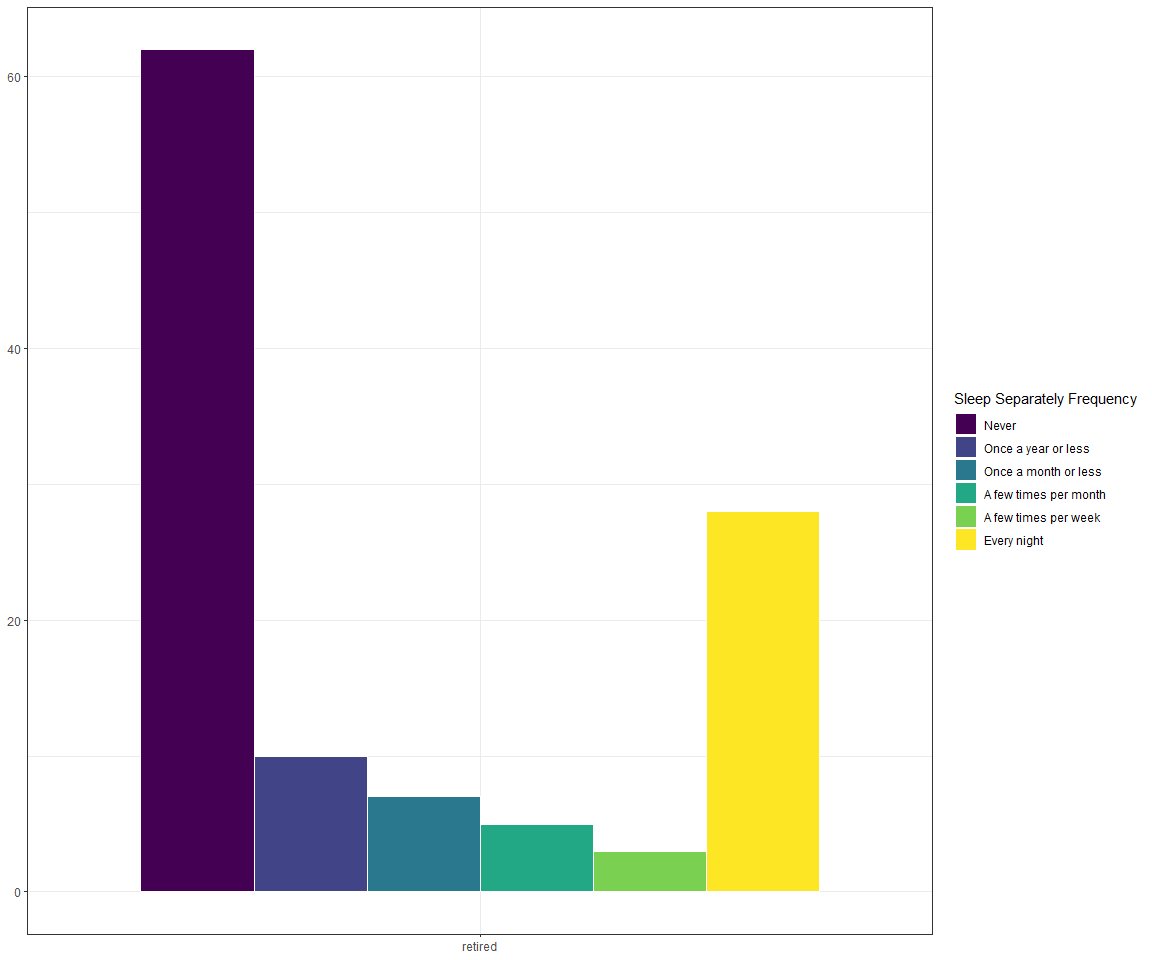 60
40
20
0
retired
Sleep Separately Frequency
Never
Once a year or less
Once a month or less
A few times per month
A few times per week
Every night